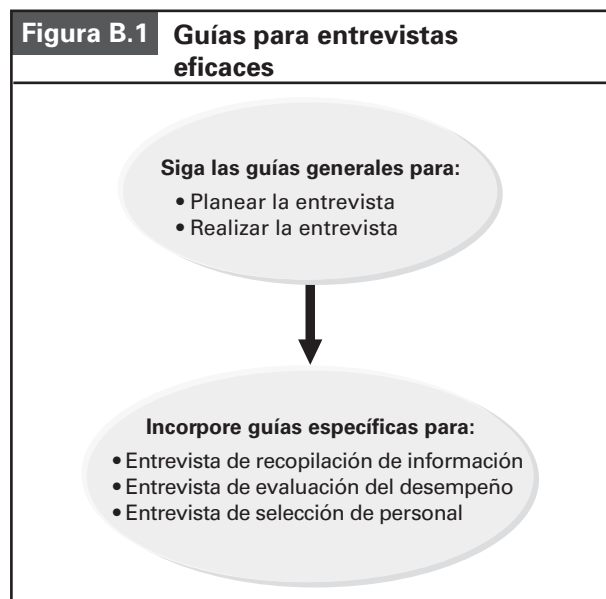 Figura B.1
Guías para entrevistas
eficaces
Siga las guías generales para:
• Planear la entrevista
• Realizar la entrevista
Incorpore guías específicas para:
• Entrevista de recopilación de información
• Entrevista de evaluación del desempeño
• Entrevista de selección de personal